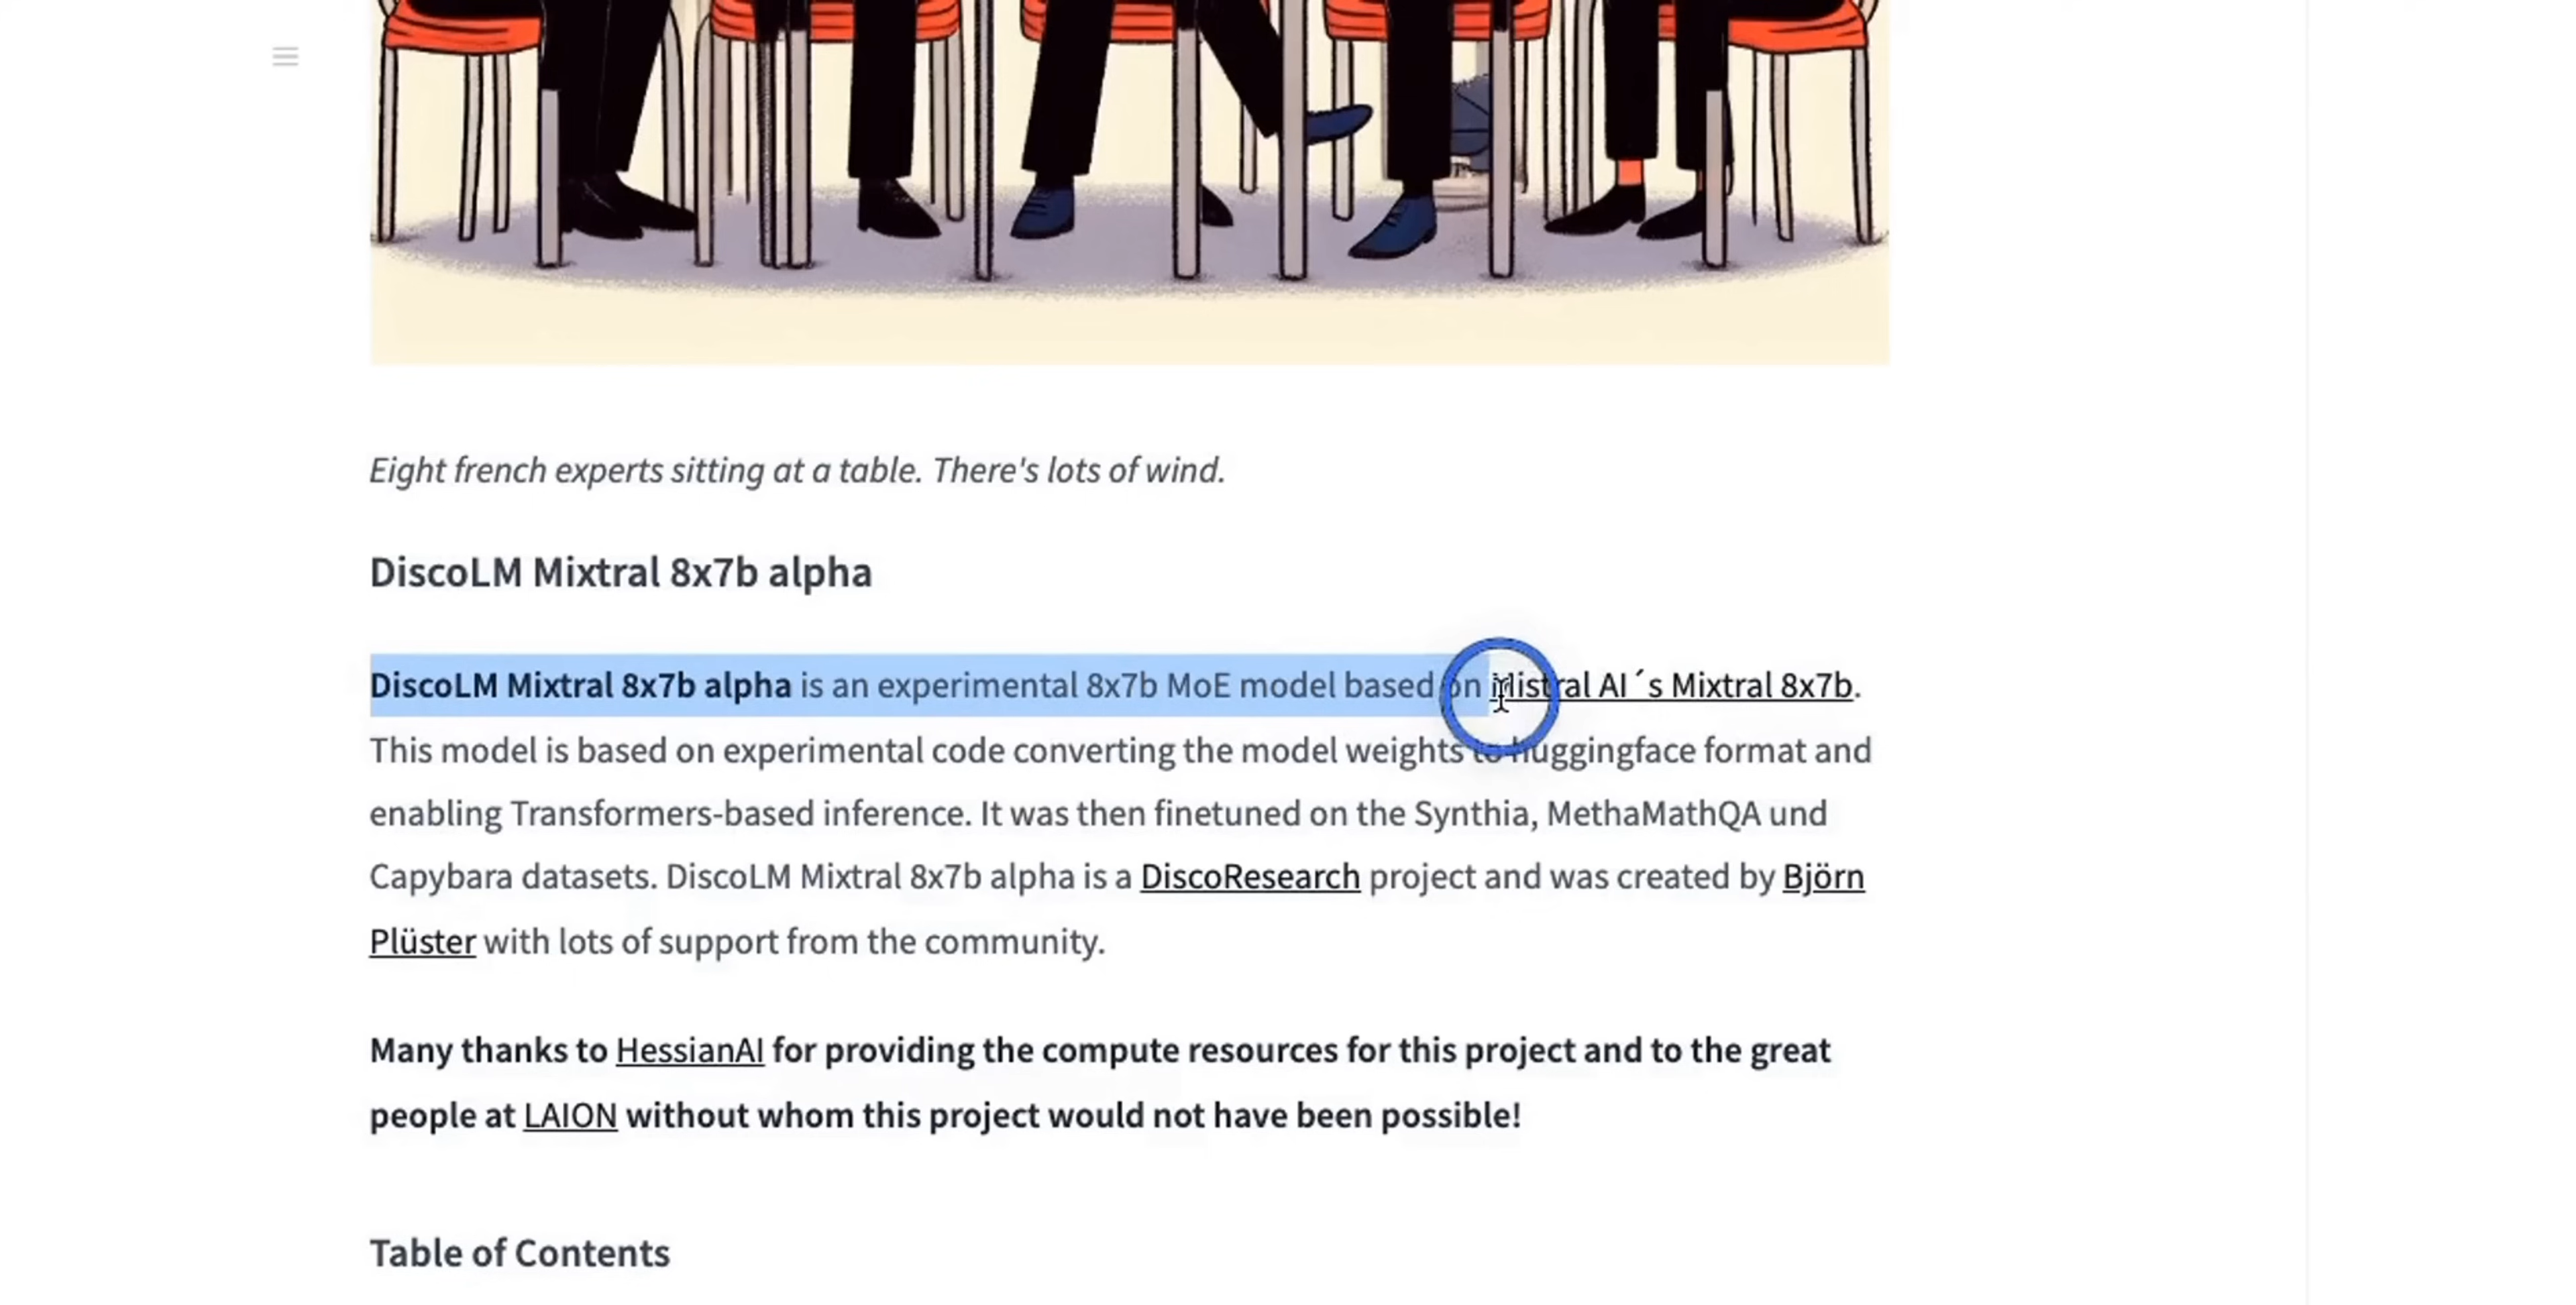 Eight french experts sitting at a table. There's lots of wind.
DiscoLM Mixtral 8x7b alpha
DiscoLM Mixtral 8x7b alpha is an experimental 8x7b MoE model based on Mistral AI´s Mixtral 8x7b.
This model is based on experimental code converting the model weights to huggingface format and
enabling Transformers-based inference. It was then finetuned on the Synthia, MethaMathQA und
Capybara datasets. DiscoLM Mixtral 8x7b alpha is a DiscoResearch project and was created by Björn
Plüster with lots of support from the community.
Many thanks to HessianAI for providing the compute resources for this project and to the great
people at LAION without whom this project would not have been possible!
Table of Contents